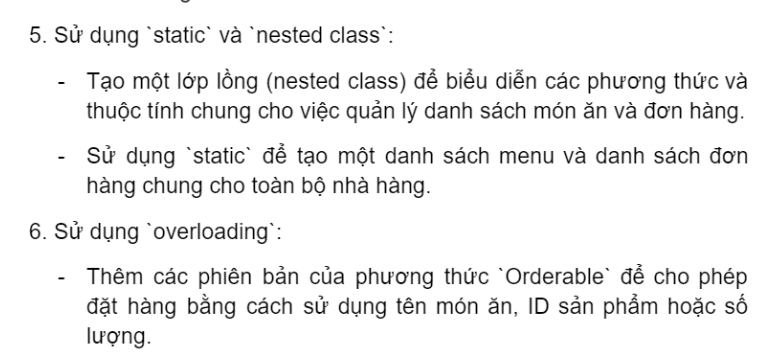 5. Sử dụng `static` và `nested class`:
- Tạo một lớp lồng (nested class) để biểu diễn các phương thức và
thuộc tính chung cho việc quản lý danh sách món ăn và đơn hàng.
- Sử dụng `static` để tạo một danh sách menu và danh sách đơn
hàng chung cho toàn bộ nhà hàng.
6. Sử dụng `overloading`:
- Thêm các phiên bản của phương thức `Orderable` để cho phép
đặt hàng bằng cách sử dụng tên món ăn, ID sản phẩm hoặc số
lượng.